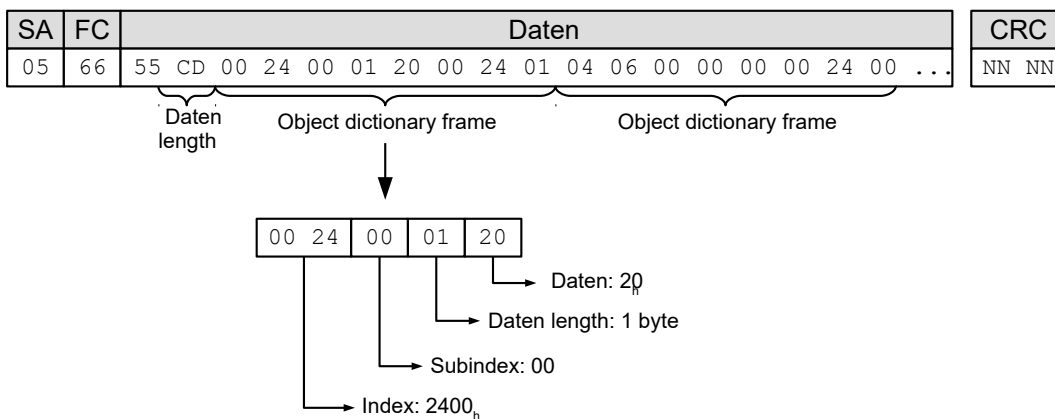 SA FC Daten CRC
05 66 55 CD 00 24 00 01 20 00 24 01 04 06 00 00 00 00 24 00 ... NN NN
Daten
length
Object dictionary frame
Object dictionary frame
00 24 00 01 20
Daten: 20h
Daten length: 1 byte
Subindex: 00
Index: 2400h